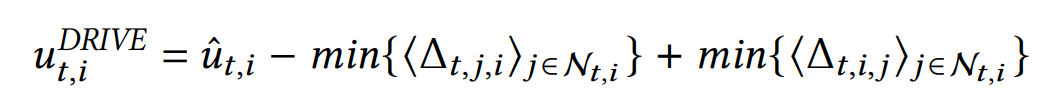 u_{t,i}^{DRIVE} = û_{t,i} − min{⟨Δ_{t,j,i}⟩_{j∈𝒩_{t,i}}} + min{⟨Δ_{t,i,j}⟩_{j∈𝒩_{t,i}}}